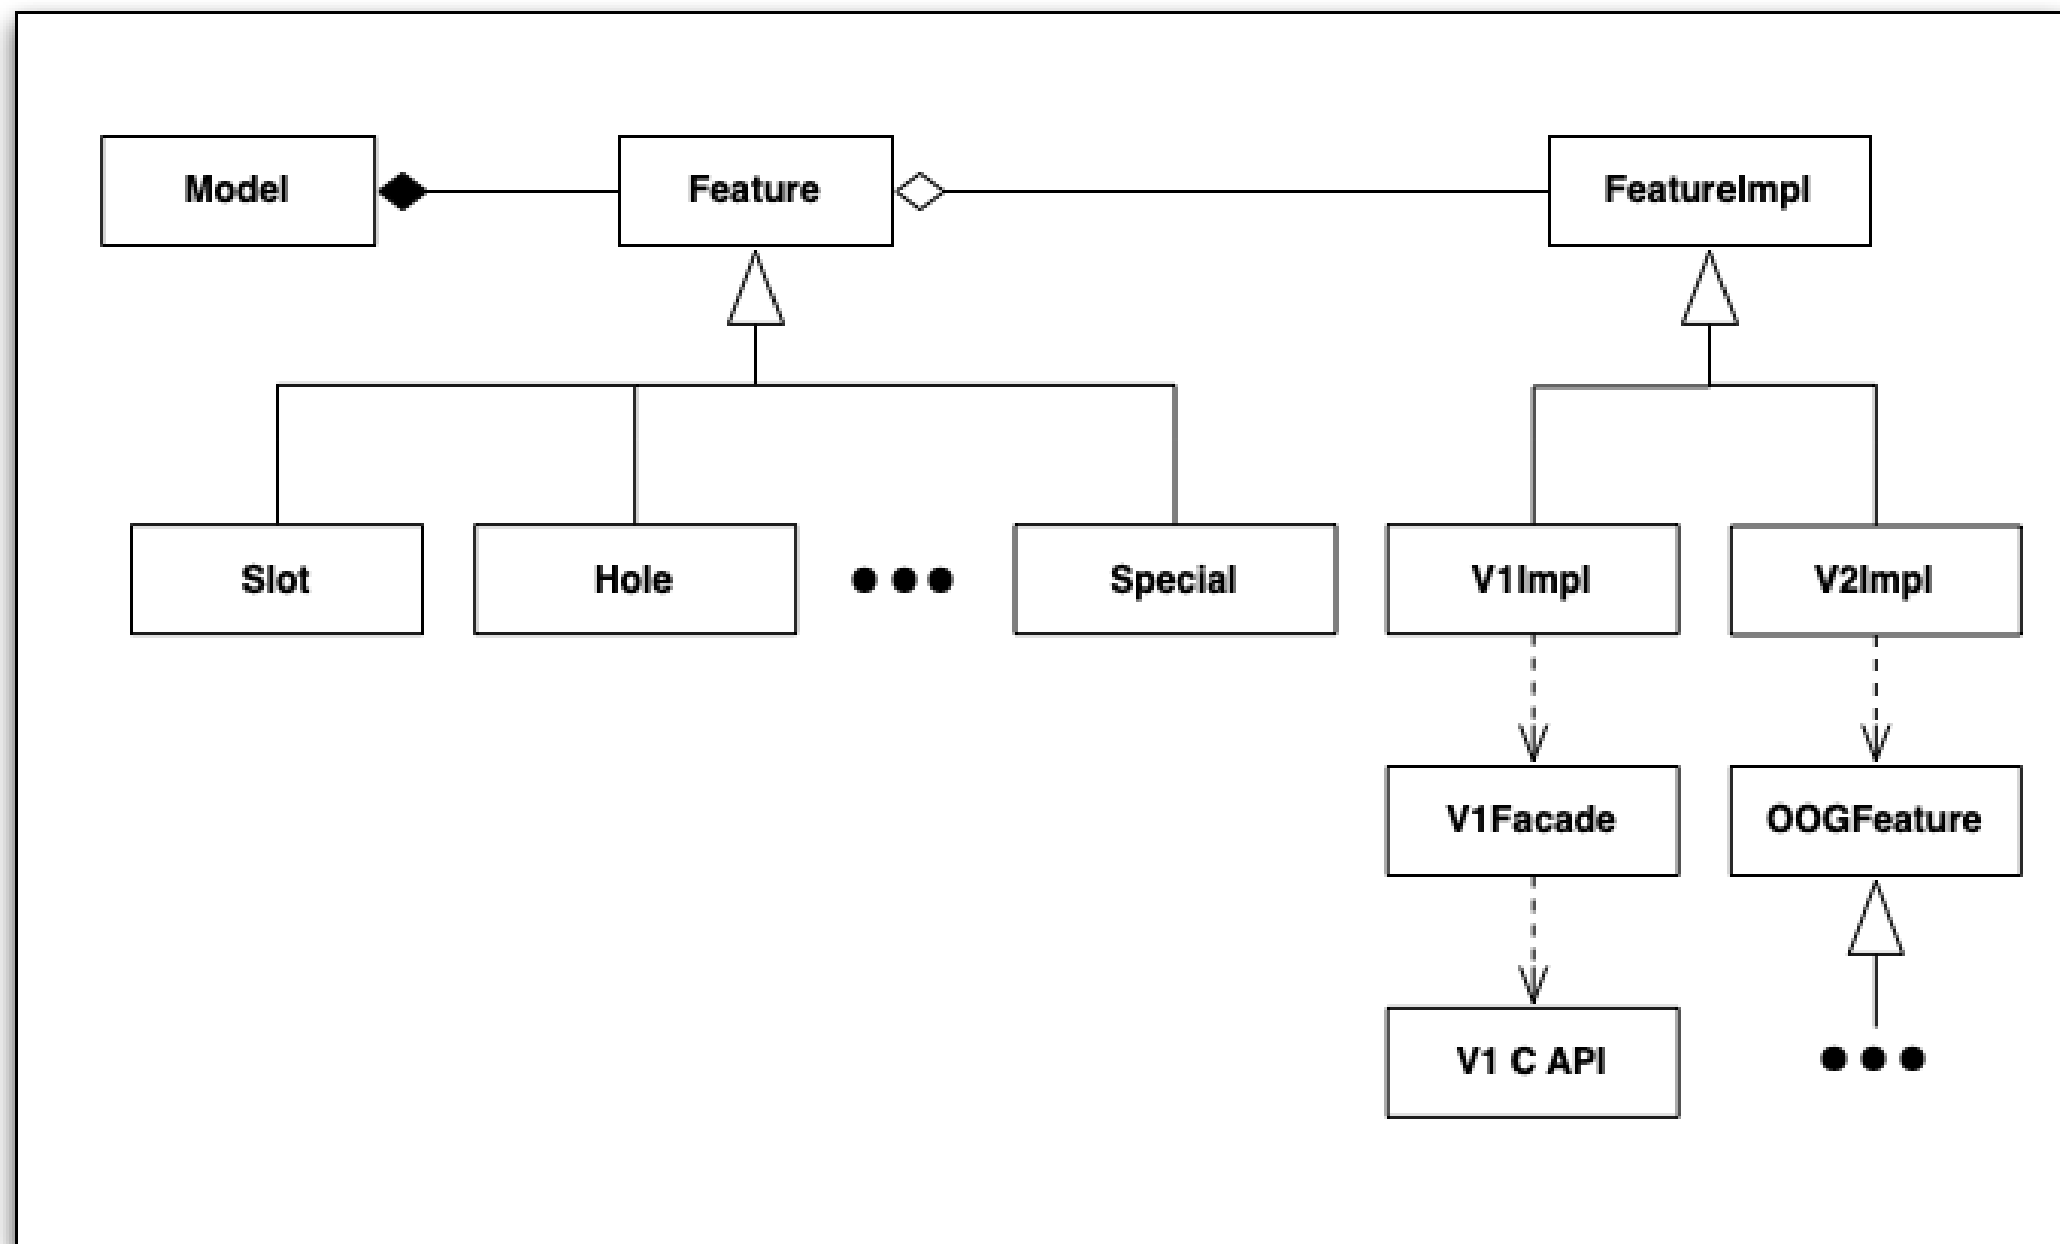 Model
Feature
FeatureImpl
Slot
Hole
Special
V1Impl
V2Impl
V1Facade
OOGFeature
V1 C API